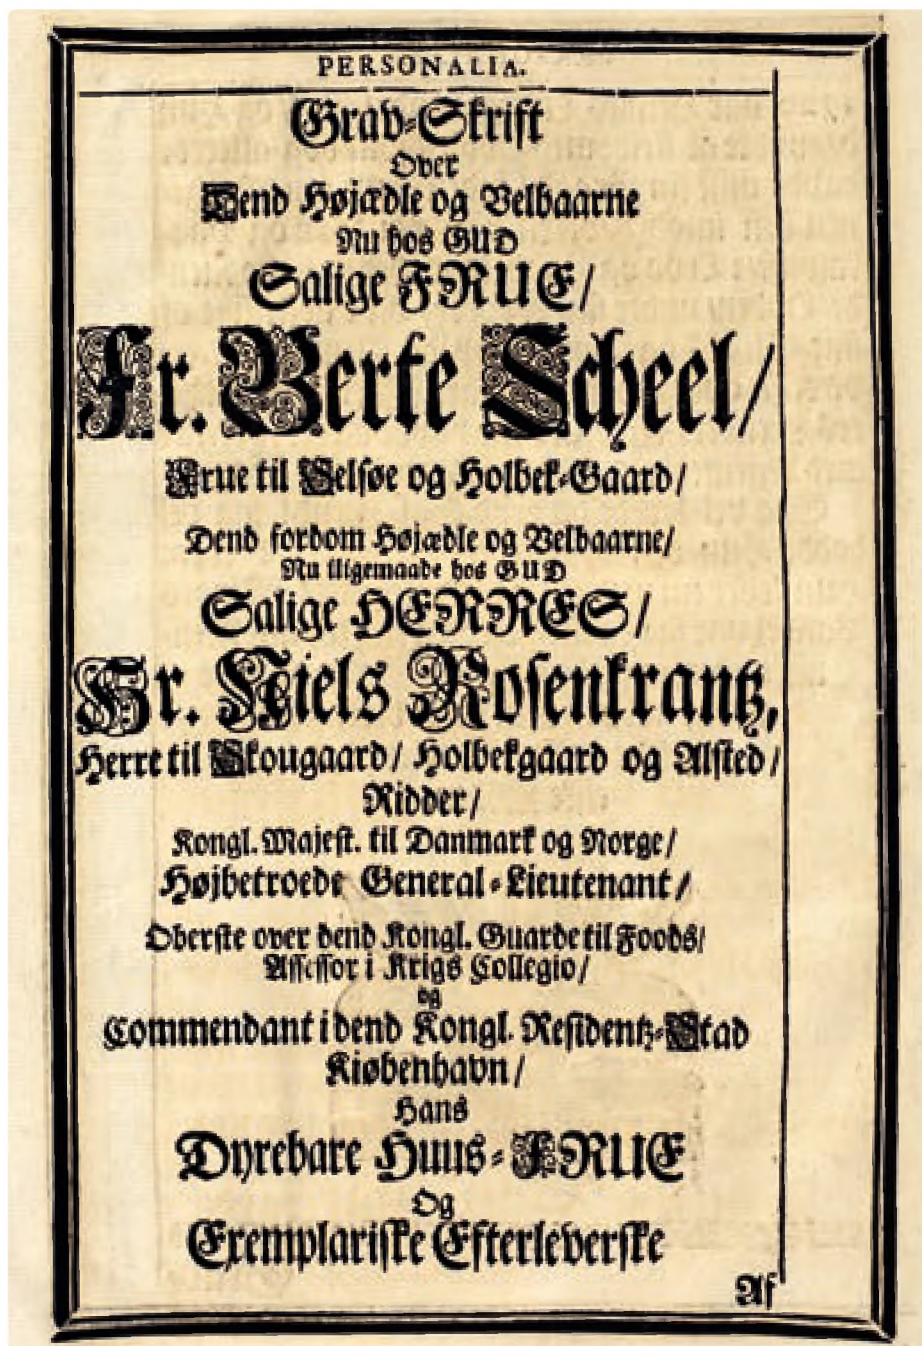 PERSONALIA.
Grav-Skrift
Over
Dend Højædle og Velbaarne
Nu hos GUD
Salige FRUE/
Fr. Berte Scheel/
Frue til Selsøe og Holbek-Gaard/
Dend fordom Højædle og Velbaarne/
Nu lligemaade hos GUD
Salige HERRES/
Hr. Niels Rosenkrantz,
Herre til Skougaard/ Holbekgaard og Alsted/
Ridder/
Kongl. Majest. til Danmark og Norge/
Højbetroede General-Lieutenant/
Oberste over dend Kongl. Guarde til Foods/
Assessor i Krigs Collegio/
og
Commendant i dend Kongl. Residentz-Stad
Kiøbenhavn/
Hans
Dyrebare Huus-FRUE
Og
Exemplariske Efterleverske
Af